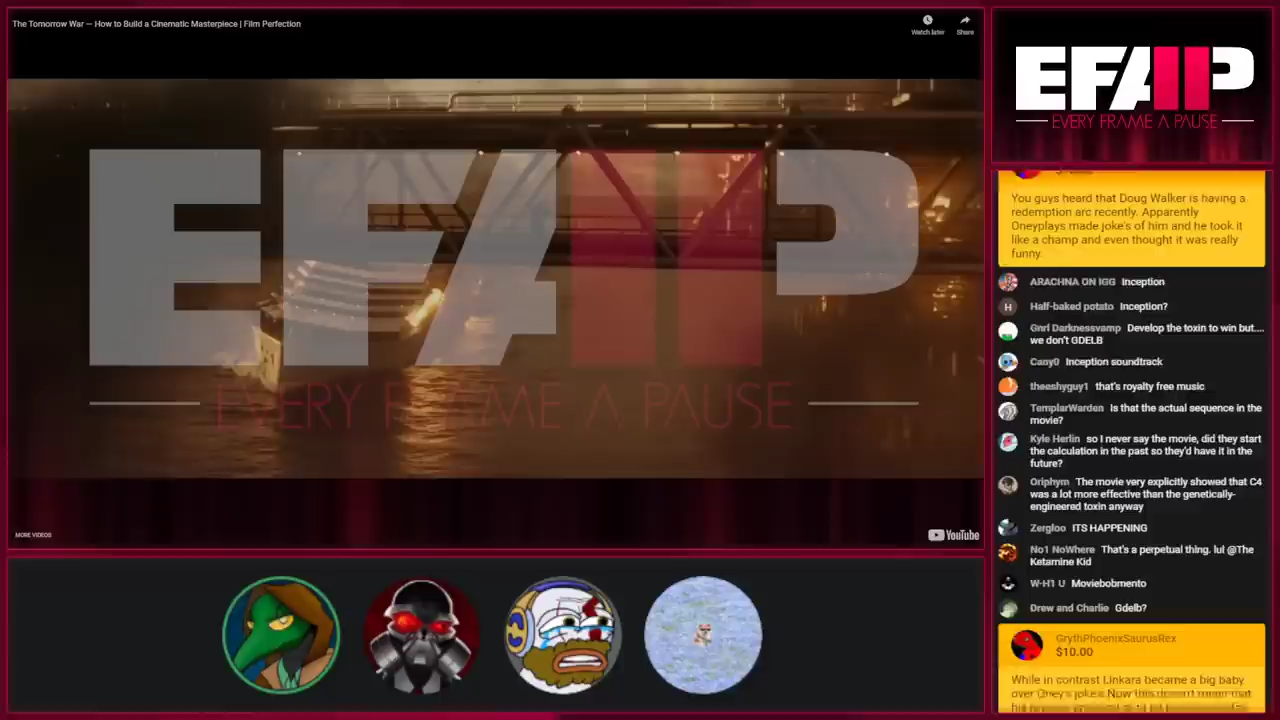 The Tomorrow War – How to Build a Cinematic Masterpiece | Film Perfection
Watch later
Share
EFAP
EVERY FRAME A PAUSE
MORE VIDEOS
YouTube
EFAP
EVERY FRAME A PAUSE
You guys heard that Doug Walker is having a
redemption arc recently. Apparently
Oneyplays made joke's of him and he took it
like a champ and even thought it was really
funny.
ARACHNA ON IGG Inception
H
Half-baked potato Inception?
Gnrl Darknessvamp Develop the toxin to win but....
we don't GDELB
Cany0 Inception soundtrack
theeshyguy1 that's royalty free music
TemplarWarden Is that the actual sequence in the
movie?
Kyle Herlin so I never say the movie, did they start
the calculation in the past so they'd have it in the
future?
Oriphym The movie very explicitly showed that C4
was a lot more effective than the genetically-
engineered toxin anyway
Zergloo ITS HAPPENING
No1 NoWhere That's a perpetual thing. lul @The
Ketamine Kid
W-H1 U Moviebobmento
Drew and Charlie Gdelb?
GrythPhoenixSaurusRex
$10.00
While in contrast Linkara became a big baby
over Oney's jokes. Now this doesn't mean that